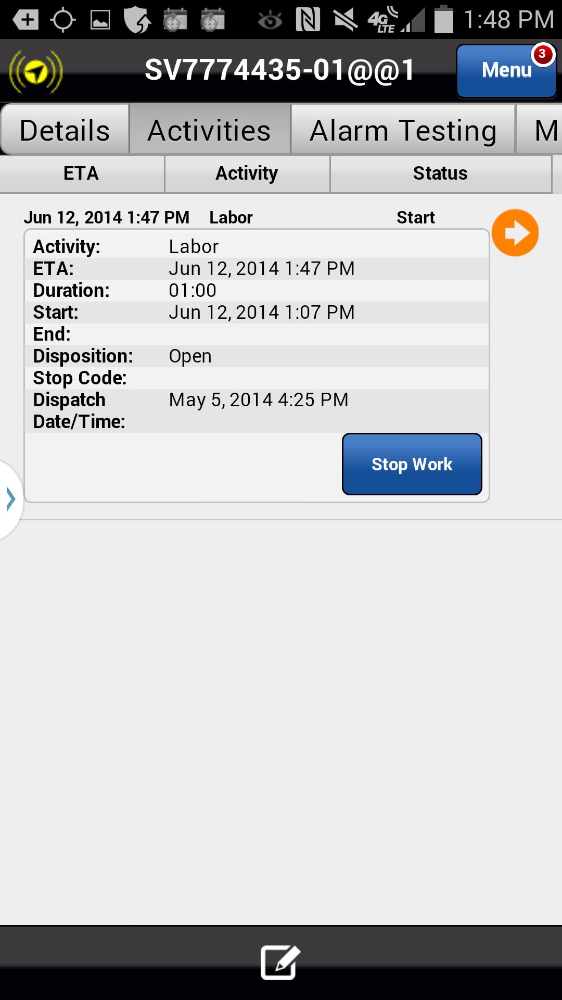 4G LTE 1:48 PM
SV7774435-01@@1 Menu 3
Details Activities Alarm Testing M
ETA Activity Status
Jun 12, 2014 1:47 PM Labor Start
Activity: Labor
ETA: Jun 12, 2014 1:47 PM
Duration: 01:00
Start: Jun 12, 2014 1:07 PM
End:
Disposition: Open
Stop Code:
Dispatch May 5, 2014 4:25 PM
Date/Time:
Stop Work